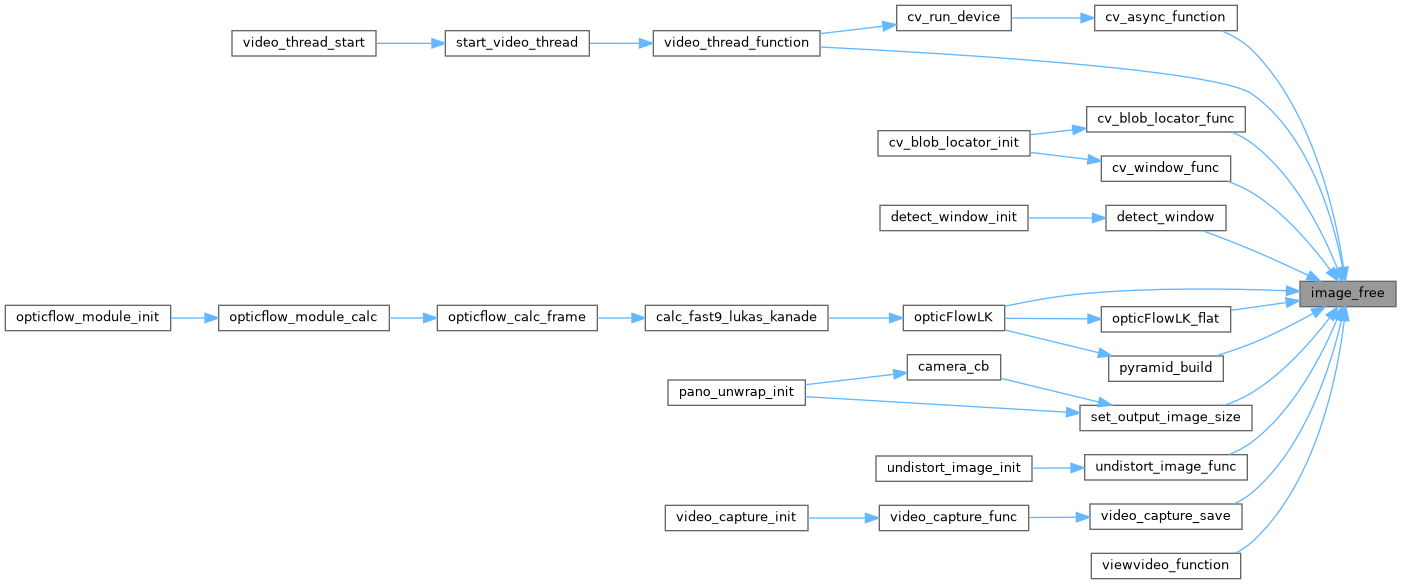 cv_run_device
cv_async_function
video_thread_start
start_video_thread
video_thread_function
cv_blob_locator_func
cv_blob_locator_init
cv_window_func
detect_window_init
detect_window
image_free
opticflow_module_init
opticflow_module_calc
opticflow_calc_frame
calc_fast9_lukas_kanade
opticFlowLK
opticFlowLK_flat
camera_cb
pyramid_build
pano_unwrap_init
set_output_image_size
undistort_image_init
undistort_image_func
video_capture_init
video_capture_func
video_capture_save
viewvideo_function